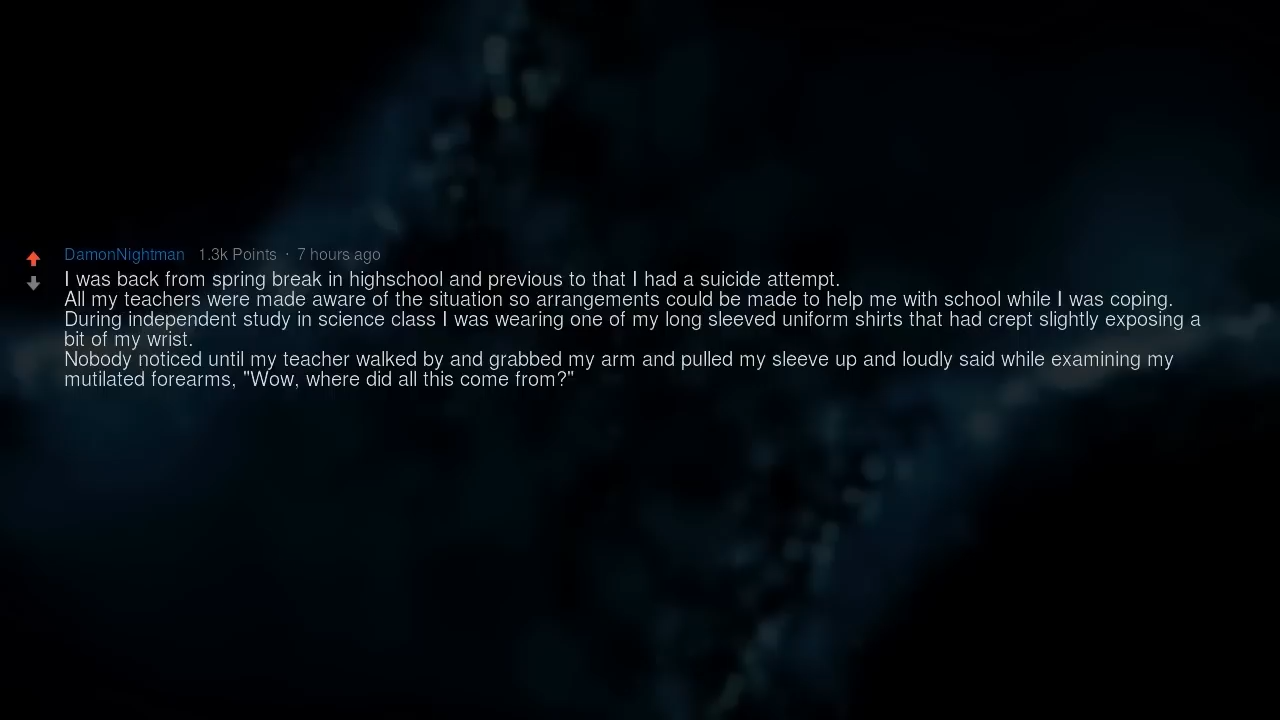 DamonNightman 1.3k Points · 7 hours ago
I was back from spring break in highschool and previous to that I had a suicide attempt.
All my teachers were made aware of the situation so arrangements could be made to help me with school while I was coping.
During independent study in science class I was wearing one of my long sleeved uniform shirts that had crept slightly exposing a
bit of my wrist.
Nobody noticed until my teacher walked by and grabbed my arm and pulled my sleeve up and loudly said while examining my
mutilated forearms, "Wow, where did all this come from?"